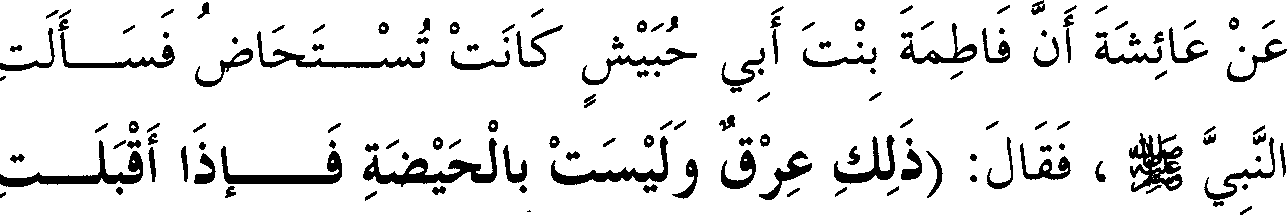 عَنْ عَائِشَةَ أَنَّ فَاطِمَةَ بِنْتَ أَبِي حُبَيْشٍ كَانَتْ تُسْتَحَاضُ فَسَأَلَتِ
النَّبِيَّ ﷺ ، فَقَالَ: (ذَلِكِ عِرْقٌ وَلَيْسَتْ بِالْحَيْضَةِ فَإِذَا أَقْبَلَتِ